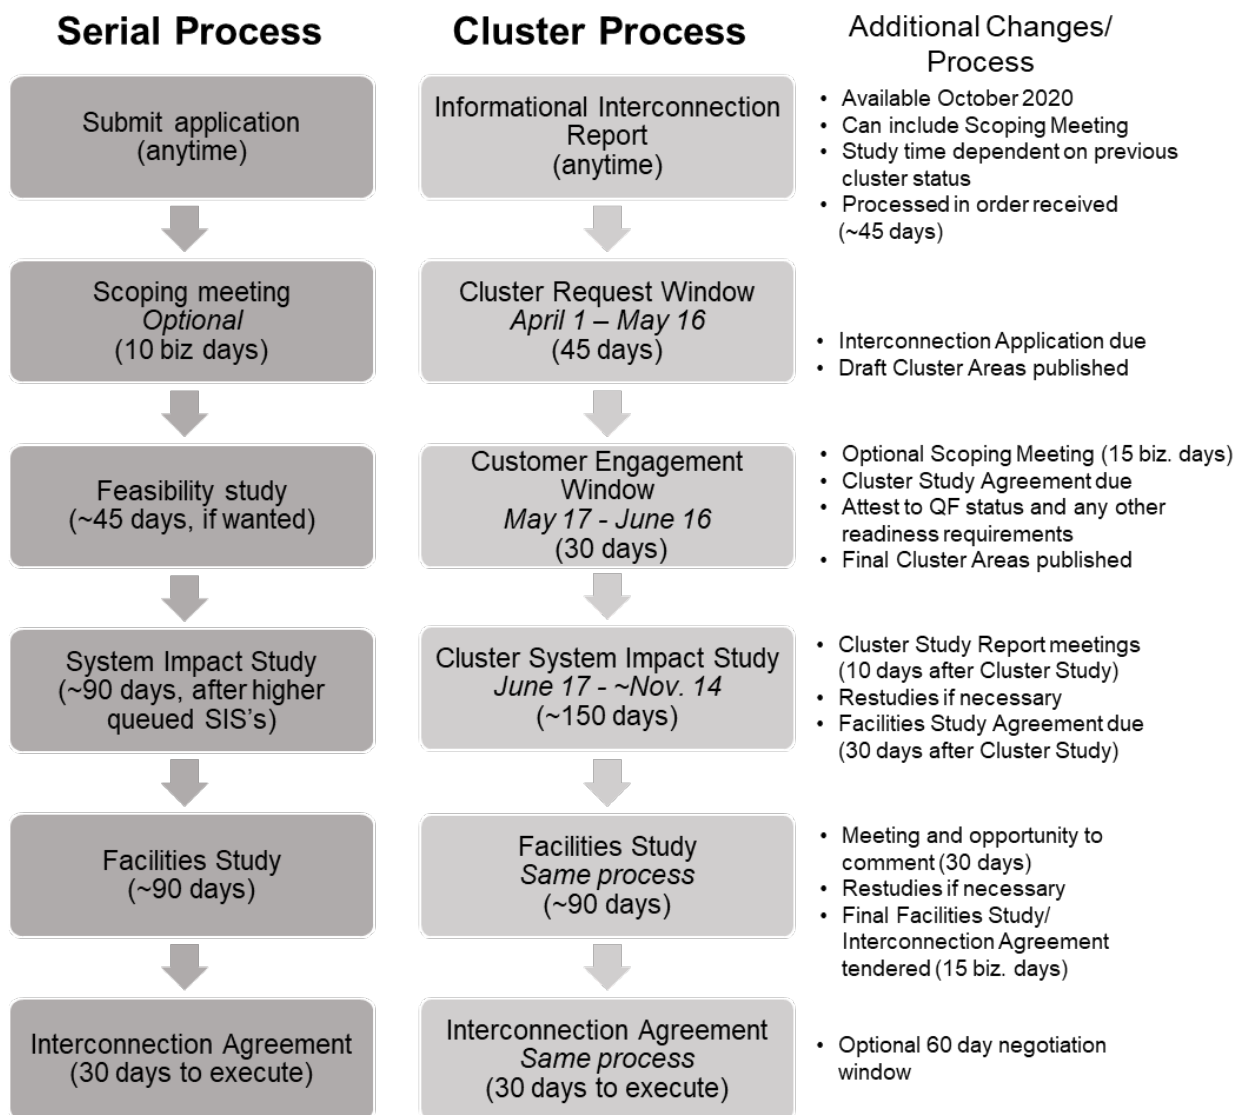 Serial Process
Cluster Process
Additional Changes/
Process
Submit application
(anytime)
Informational Interconnection
Report
(anytime)
• Available October 2020
• Can include Scoping Meeting
• Study time dependent on previous
cluster status
• Processed in order received
(~45 days)
Scoping meeting
Optional
(10 biz days)
Cluster Request Window
April 1 – May 16
(45 days)
• Interconnection Application due
• Draft Cluster Areas published
Feasibility study
(~45 days, if wanted)
Customer Engagement
Window
May 17 - June 16
(30 days)
• Optional Scoping Meeting (15 biz. days)
• Cluster Study Agreement due
• Attest to QF status and any other
readiness requirements
• Final Cluster Areas published
System Impact Study
(~90 days, after higher
queued SIS's)
Cluster System Impact Study
June 17 - ~Nov. 14
(~150 days)
• Cluster Study Report meetings
(10 days after Cluster Study)
• Restudies if necessary
• Facilities Study Agreement due
(30 days after Cluster Study)
Facilities Study
(~90 days)
Facilities Study
Same process
(~90 days)
• Meeting and opportunity to
comment (30 days)
• Restudies if necessary
• Final Facilities Study/
Interconnection Agreement
tendered (15 biz. days)
Interconnection Agreement
(30 days to execute)
Interconnection Agreement
Same process
(30 days to execute)
• Optional 60 day negotiation
window